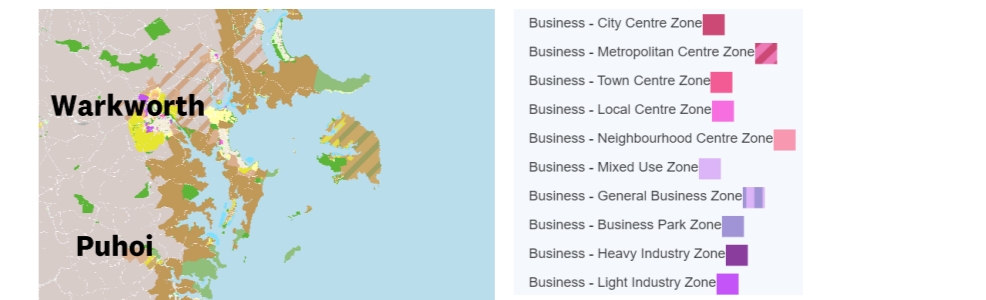 Warkworth
Puhoi
Business - City Centre Zone
Business - Metropolitan Centre Zone
Business - Town Centre Zone
Business - Local Centre Zone
Business - Neighbourhood Centre Zone
Business - Mixed Use Zone
Business - General Business Zone
Business - Business Park Zone
Business - Heavy Industry Zone
Business - Light Industry Zone